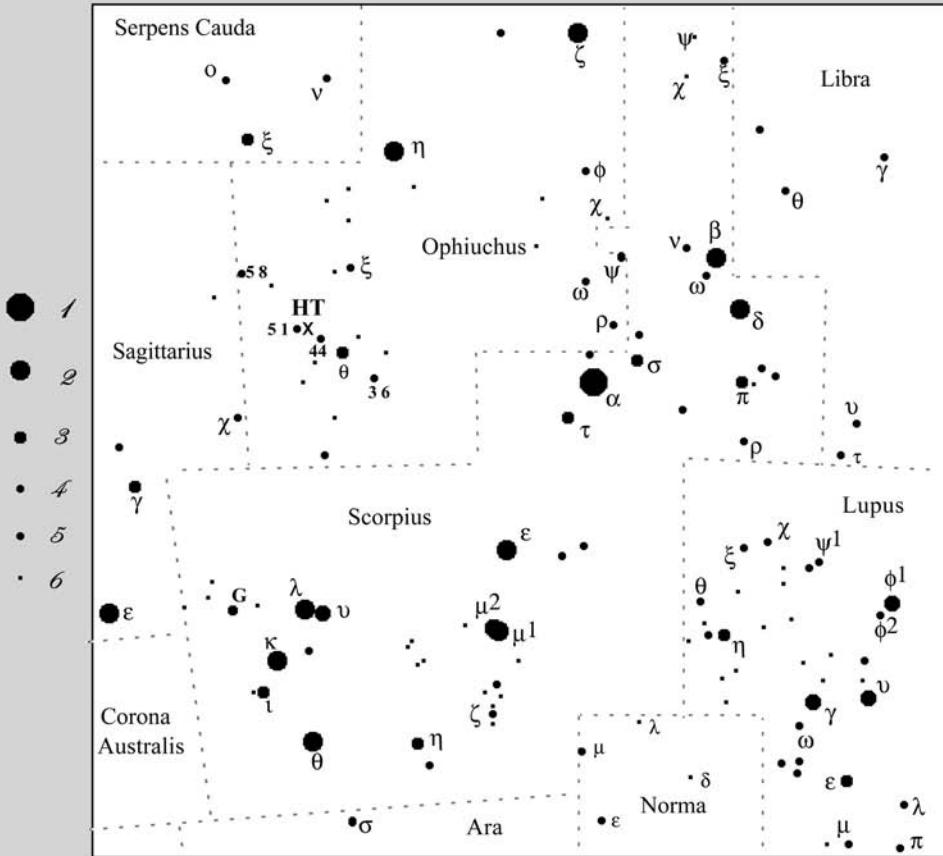 Serpens Cauda
ζ
ψ
ξ
ο
ν
χ
Libra
ξ
η
φ
γ
χ
θ
Ophiuchus
ν
β
ξ
58
ψ
ω
ω
1
HT
51 X
ρ
δ
Sagittarius
44
θ
σ
2
36
α
π
χ
τ
υ
3
ρ
τ
γ
4
Scorpius
Lupus
ε
χ
5
ξ
ψ1
6
G
λ
θ
φ1
ε
υ
μ2
μ1
φ2
κ
η
ι
υ
Corona
Australis
ζ
γ
λ
θ
η
μ
ω
δ
ε
Norma
λ
σ
Ara
ε
μ
π